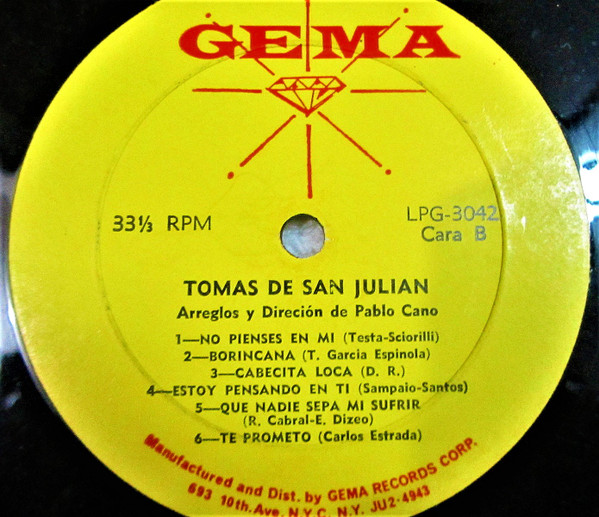 GEMA
33⅓ RPM
LPG-3042
Cara B
TOMAS DE SAN JULIAN
Arreglos y Direción de Pablo Cano
1—NO PIENSES EN MI (Testa-Sciorilli)
2—BORINCANA (T. Garcia Espinola)
3—CABECITA LOCA (D. R.)
4—ESTOY PENSANDO EN TI (Sampaio-Santos)
5—QUE NADIE SEPA MI SUFRIR
(R. Cabral-E. Dizeo)
6—TE PROMETO (Carlos Estrada)
Manufactured and Dist. by GEMA RECORDS CORP.
693 10th. Ave. N.Y.C. N.Y. JU2-4943